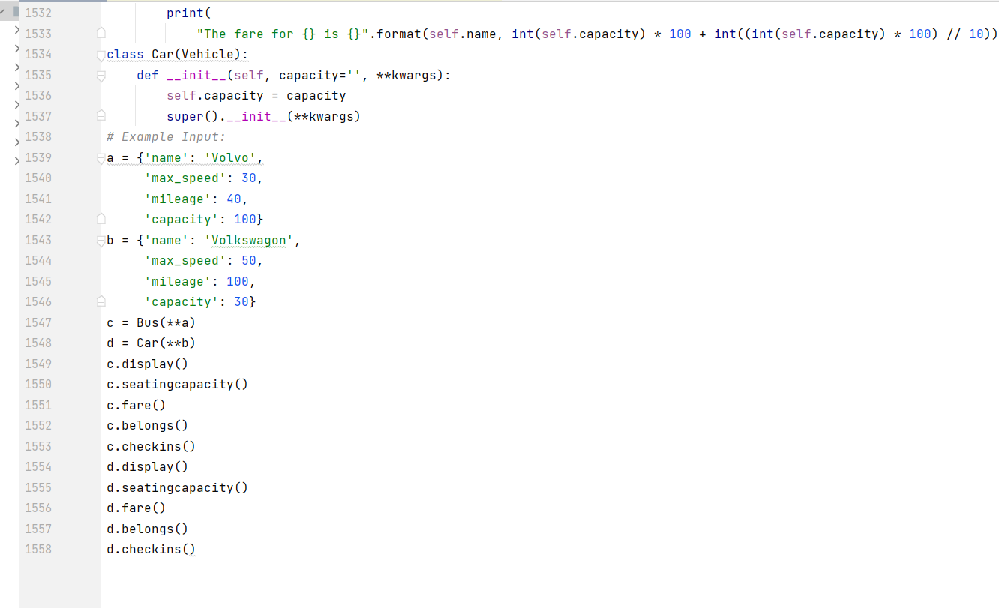 1532         print(
1533             "The fare for {} is {}".format(self.name, int(self.capacity) * 100 + int((int(self.capacity) * 100) // 10))
1534 class Car(Vehicle):
1535     def __init__(self, capacity='', **kwargs):
1536         self.capacity = capacity
1537         super().__init__(**kwargs)
1538 # Example Input:
1539 a = {'name': 'Volvo',
1540      'max_speed': 30,
1541      'mileage': 40,
1542      'capacity': 100}
1543 b = {'name': 'Volkswagon',
1544      'max_speed': 50,
1545      'mileage': 100,
1546      'capacity': 30}
1547 c = Bus(**a)
1548 d = Car(**b)
1549 c.display()
1550 c.seatingcapacity()
1551 c.fare()
1552 c.belongs()
1553 c.checkins()
1554 d.display()
1555 d.seatingcapacity()
1556 d.fare()
1557 d.belongs()
1558 d.checkins()